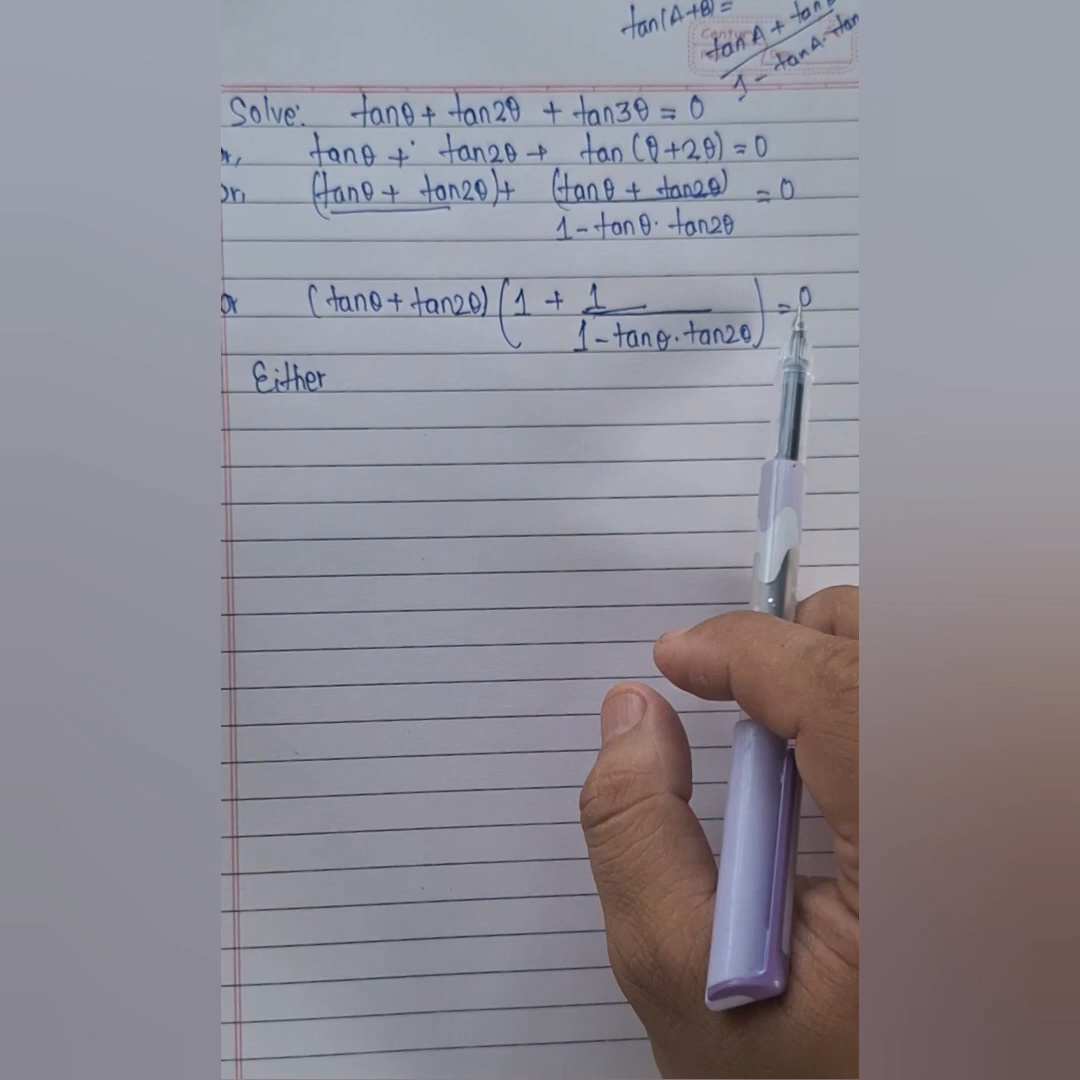 tan(A+B) =
tanA + tan
1 - tanA. tan
Solve: tanθ + tan2θ + tan3θ = 0
tanθ + tan2θ + tan (θ+2θ) = 0
or, (tanθ + tan2θ) + (tanθ + tan2θ) = 0
1 - tanθ. tan2θ
or (tanθ + tan2θ) (1 + 1 ) = 0
1 - tanθ. tan2θ
Either